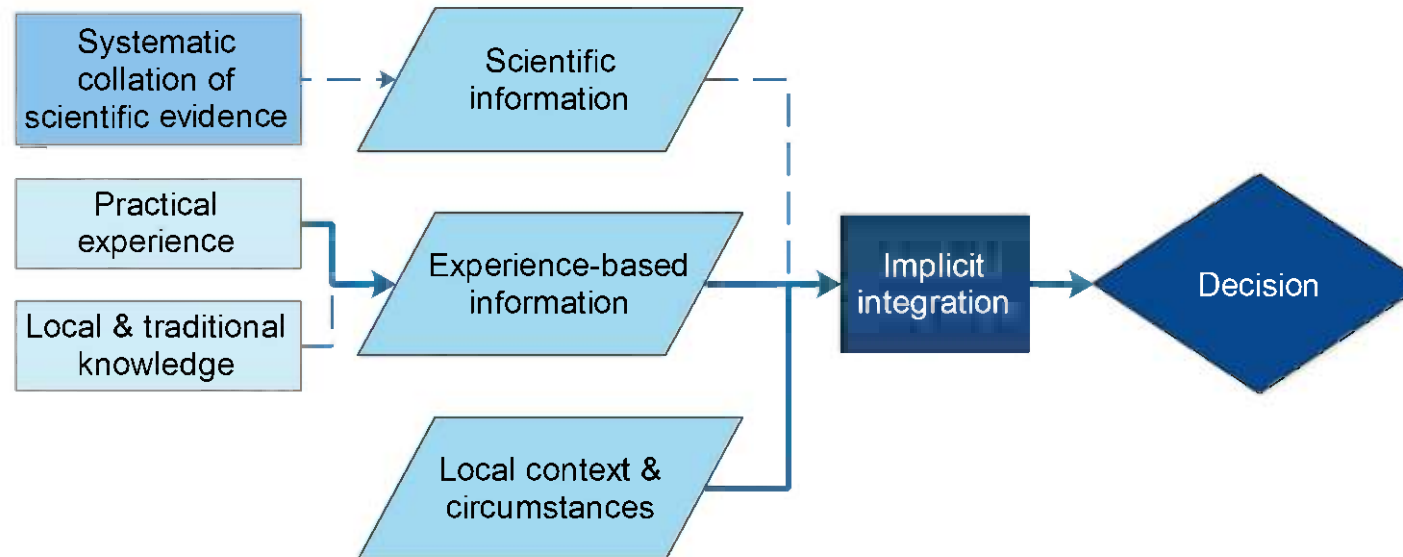 Systematic
collation of
scientific evidence
Scientific
information
Practical
experience
Experience-based
information
Local & traditional
knowledge
Implicit
integration
Decision
Local context &
circumstances